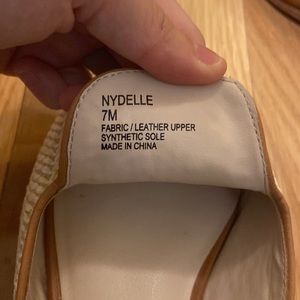 NYDELLE
7M
FABRIC / LEATHER UPPER
SYNTHETIC SOLE
MADE IN CHINA